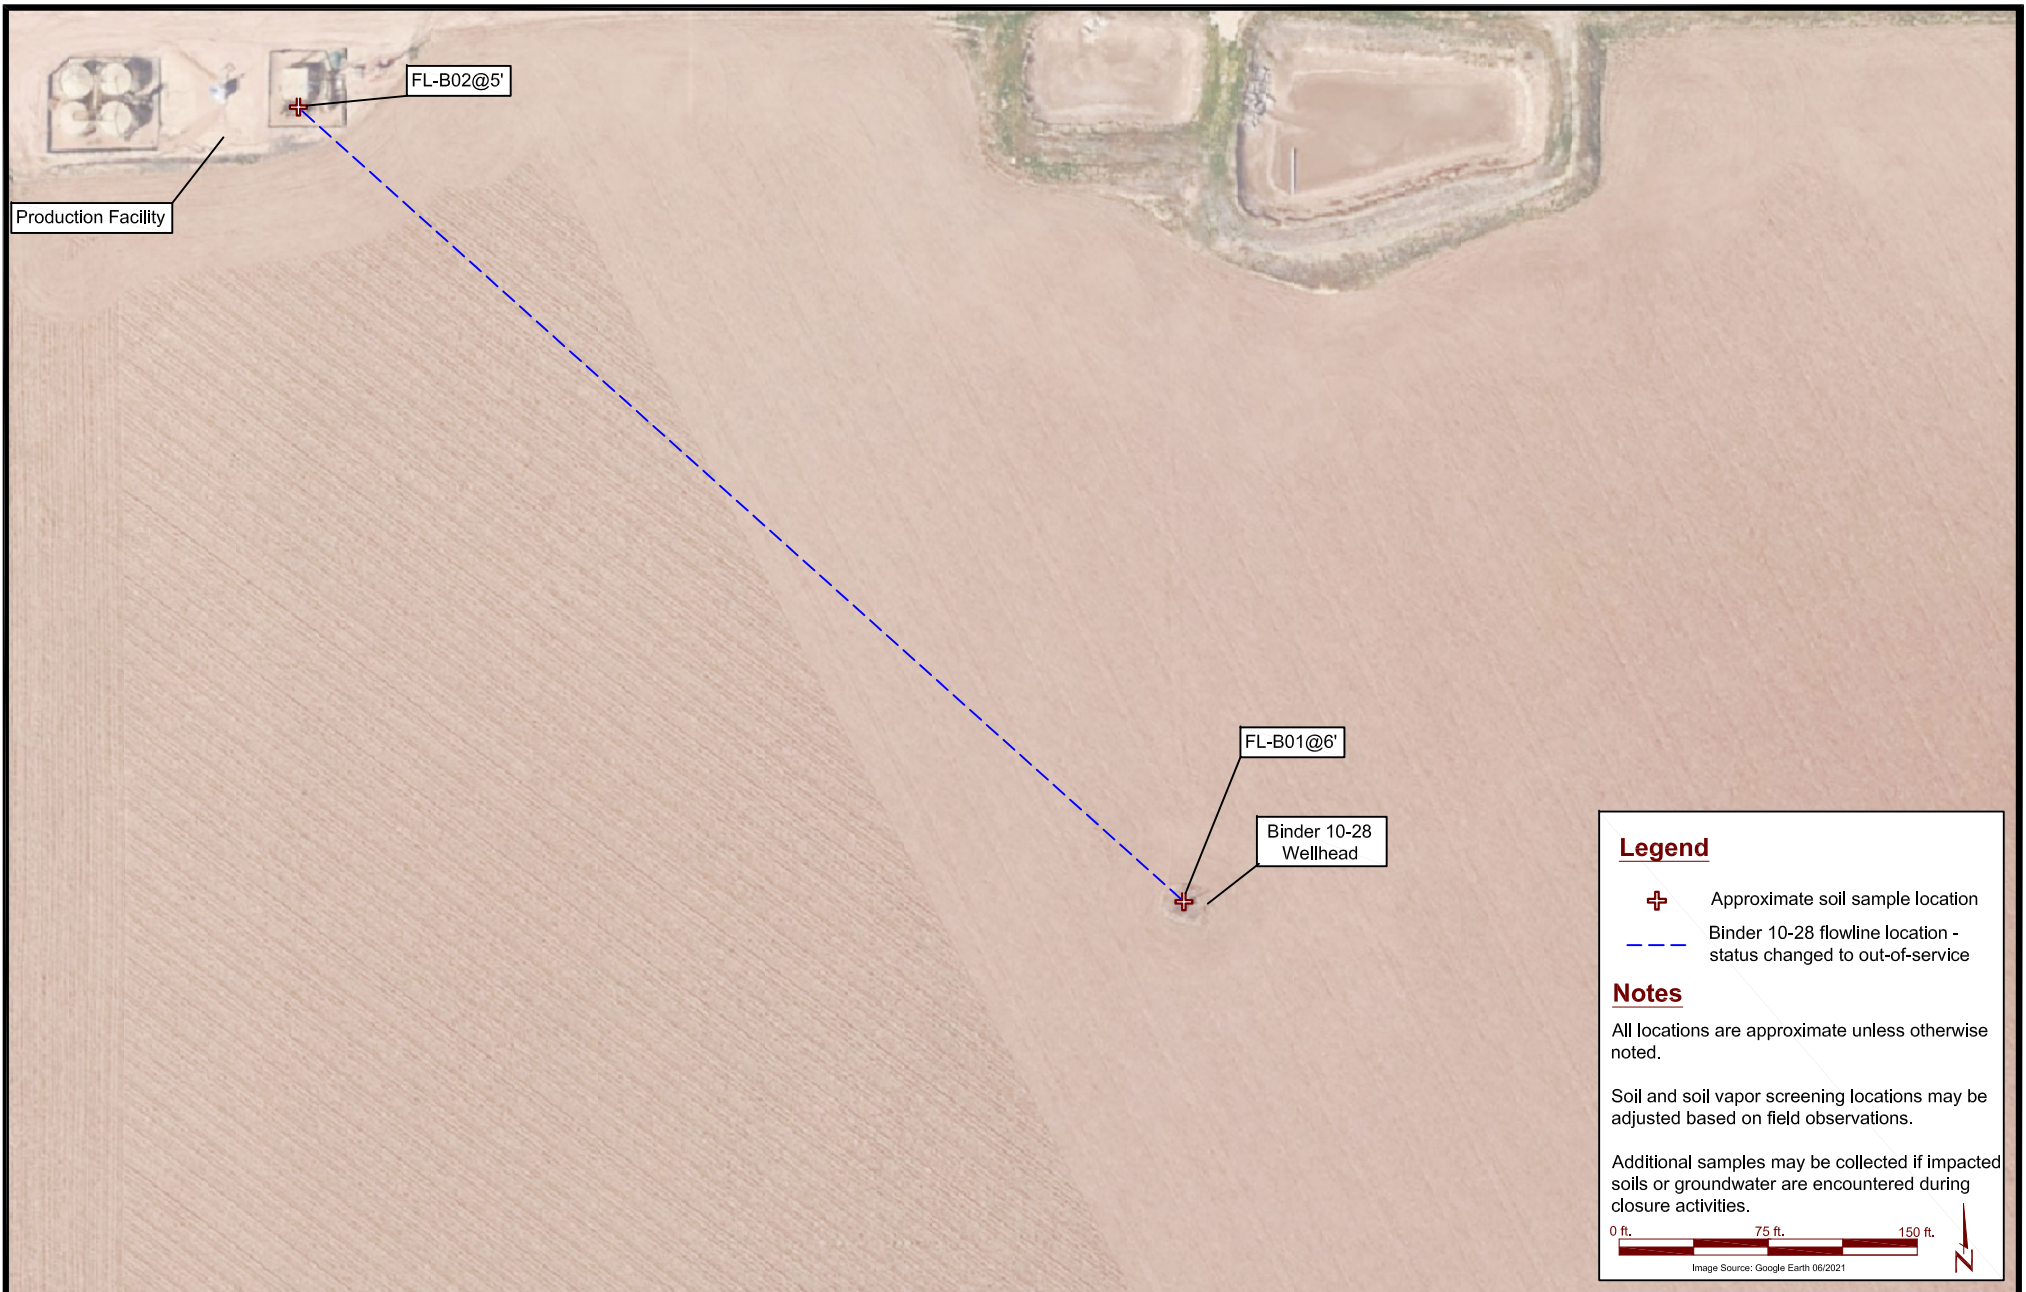 FL-B02@5'
Production Facility
FL-B01@6'
Binder 10-28
Wellhead
Legend
Approximate soil sample location
Binder 10-28 flowline location -
status changed to out-of-service
Notes
All locations are approximate unless otherwise
noted.
Soil and soil vapor screening locations may be
adjusted based on field observations.
Additional samples may be collected if impacted
soils or groundwater are encountered during
closure activities.
0 ft.
75 ft.
150 ft.
N
Image Source: Google Earth 06/2021